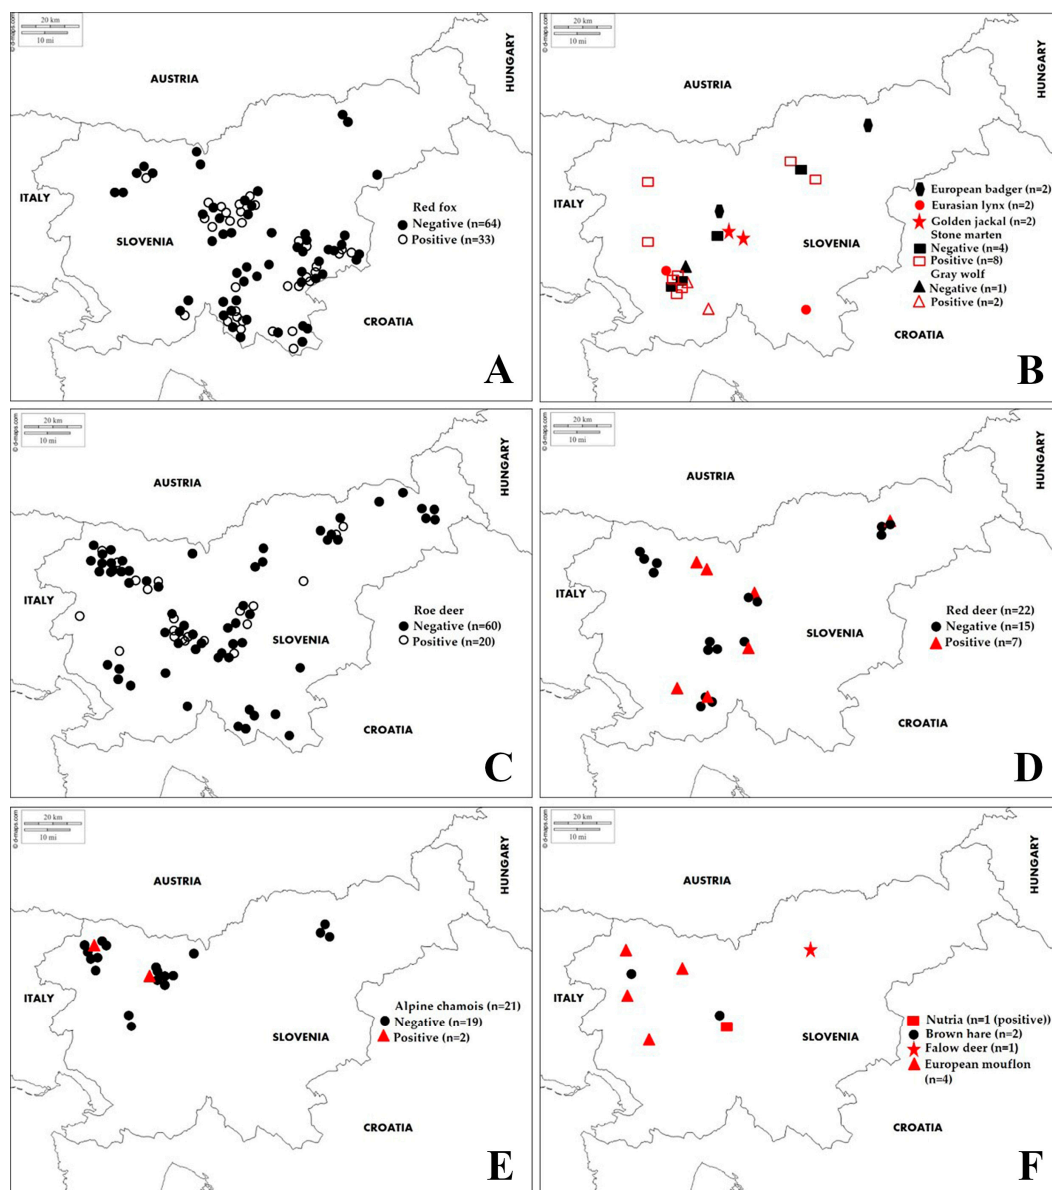 20 km
10 mi
© d-maps.com
AUSTRIA
HUNGARY
ITALY
SLOVENIA
CROATIA
Red fox
Negative (n=64)
Positive (n=33)
A
20 km
10 mi
© d-maps.com
AUSTRIA
HUNGARY
ITALY
SLOVENIA
CROATIA
European badger (n=2)
Eurasian lynx (n=2)
Golden jackal (n=2)
Stone marten
Negative (n=4)
Positive (n=8)
Gray wolf
Negative (n=1)
Positive (n=2)
B
20 km
10 mi
© d-maps.com
AUSTRIA
HUNGARY
ITALY
SLOVENIA
CROATIA
Roe deer
Negative (n=60)
Positive (n=20)
C
20 km
10 mi
© d-maps.com
AUSTRIA
HUNGARY
ITALY
SLOVENIA
CROATIA
Red deer (n=22)
Negative (n=15)
Positive (n=7)
D
20 km
10 mi
© d-maps.com
AUSTRIA
HUNGARY
ITALY
SLOVENIA
CROATIA
Alpine chamois (n=21)
Negative (n=19)
Positive (n=2)
E
20 km
10 mi
© d-maps.com
AUSTRIA
HUNGARY
ITALY
SLOVENIA
CROATIA
Nutria (n=1 (positive))
Brown hare (n=2)
Falow deer (n=1)
European mouflon
(n=4)
F